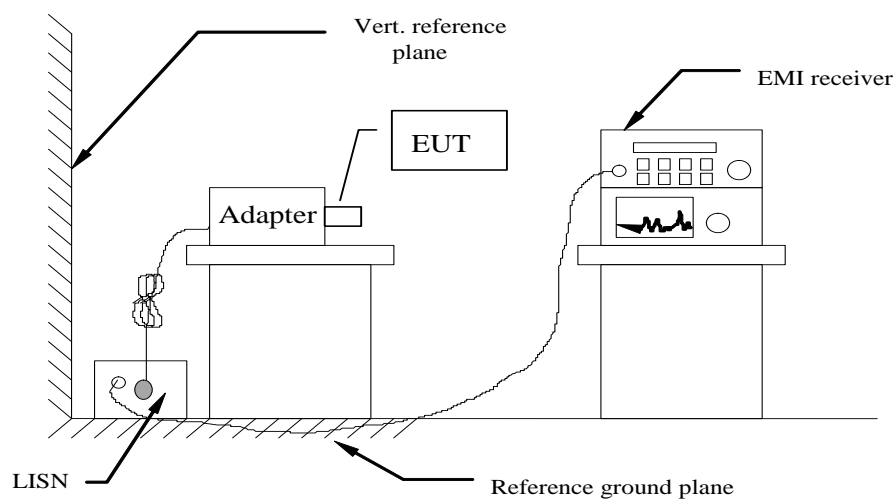 Vert. reference
plane
EMI receiver
EUT
Adapter
LISN
Reference ground plane